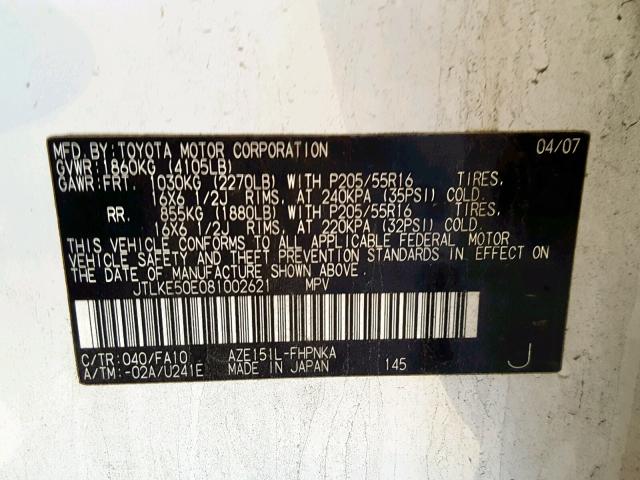 MFD.BY:TOYOTA MOTOR CORPORATION 04/07
GVWR:1860KG (4105LB)
GAWR:FRT. 1030KG (2270LB) WITH P205/55R16 TIRES,
16X6 1/2J RIMS, AT 240KPA (35PSI) COLD.
RR. 855KG (1880LB) WITH P205/55R16 TIRES,
16X6 1/2J RIMS, AT 220KPA (32PSI) COLD.
THIS VEHICLE CONFORMS TO ALL APPLICABLE FEDERAL MOTOR
VEHICLE SAFETY AND THEFT PREVENTION STANDARDS IN EFFECT ON
THE DATE OF MANUFACTURE SHOWN ABOVE.
JTLKE50E081002621 MPV
C/TR:040/FA10 AZE151L-FHPNKA
A/TM:-02A/U241E MADE IN JAPAN 145 J